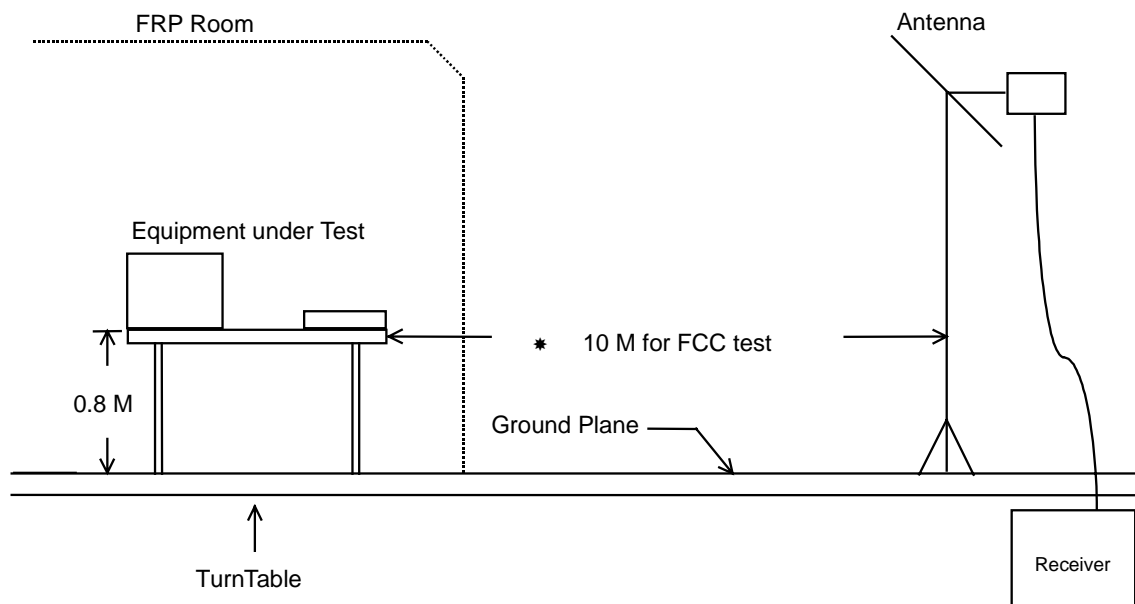 FRP Room
Antenna
Equipment under Test
* 10 M for FCC test
0.8 M
Ground Plane
TurnTable
Receiver